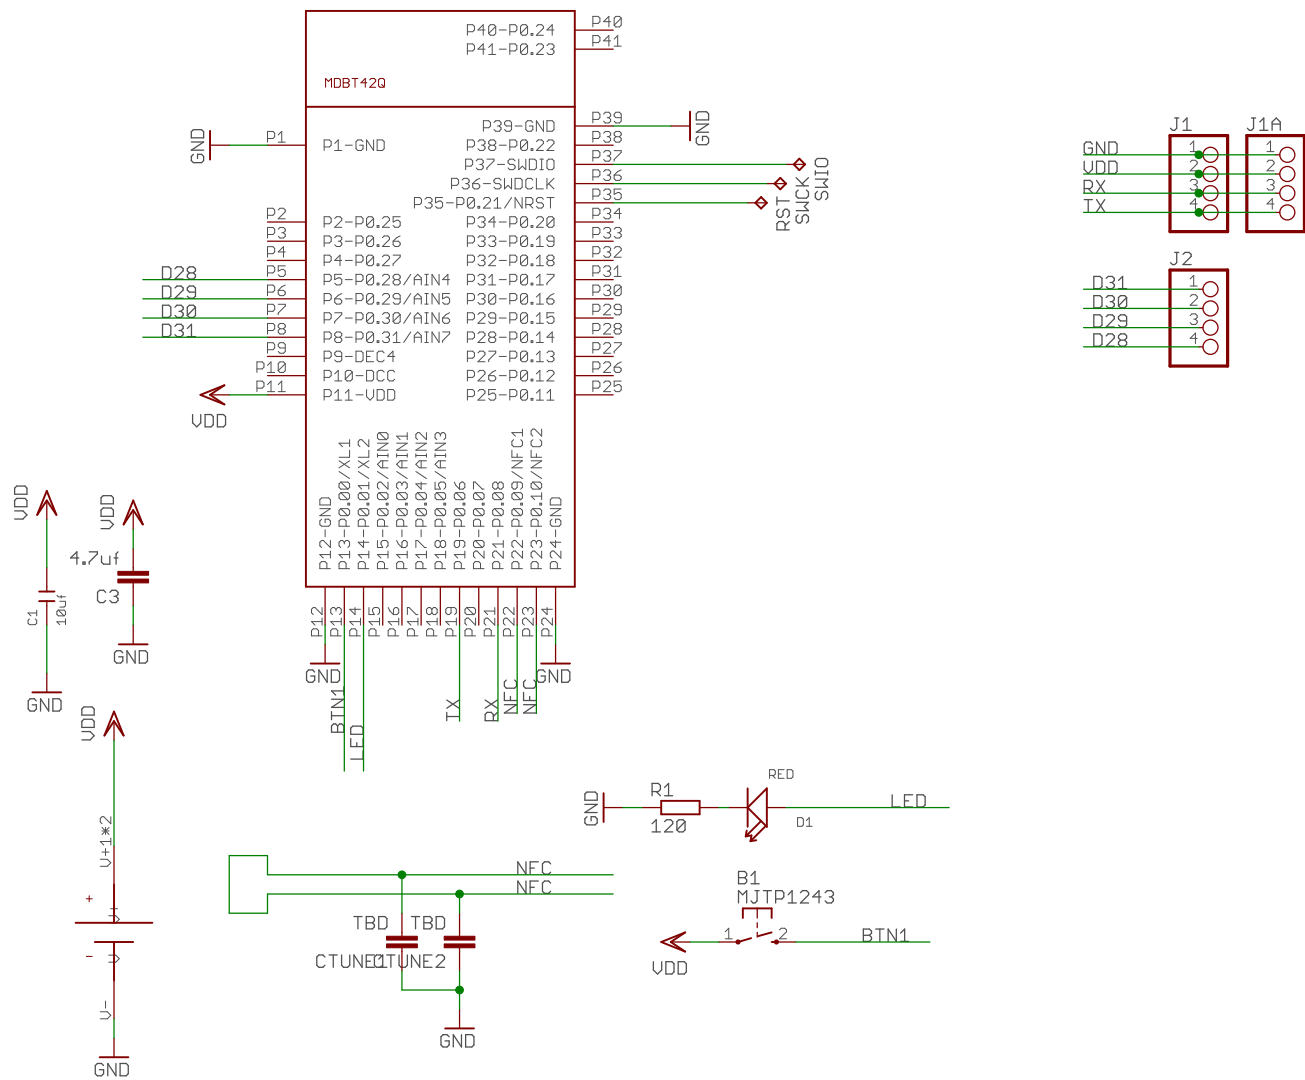 P40-P0.24 P40
P41-P0.23 P41
MDBT42Q
GND P1 P1-GND
P39-GND P39 GND
P38-P0.22 P38
P37-SWDIO P37 SWIO
P36-SWDCLK P36 SWCK
P35-P0.21/NRST P35 RST
P2 P2-P0.25 P34-P0.20 P34
P3 P3-P0.26 P33-P0.19 P33
P4 P4-P0.27 P32-P0.18 P32
D28 P5 P5-P0.28/AIN4 P31-P0.17 P31
D29 P6 P6-P0.29/AIN5 P30-P0.16 P30
D30 P7 P7-P0.30/AIN6 P29-P0.15 P29
D31 P8 P8-P0.31/AIN7 P28-P0.14 P28
P9 P9-DEC4 P27-P0.13 P27
P10 P10-DCC P26-P0.12 P26
P11 P11-VDD P25-P0.11 P25
VDD
J1 J1A
GND 1 1
VDD 2 2
RX 3 3
TX 4 4
J2
D31 1
D30 2
D29 3
D28 4
P12-GND
P13-P0.00/XL1
P14-P0.01/XL2
P15-P0.02/AIN0
P16-P0.03/AIN1
P17-P0.04/AIN2
P18-P0.05/AIN3
P19-P0.06
P20-P0.07
P21-P0.08
P22-P0.09/NFC1
P23-P0.10/NFC2
P24-GND
P12 P13 P14 P15 P16 P17 P18 P19 P20 P21 P22 P23 P24
GND BTN1 LED TX RX NFC NFC GND
VDD
C1
10uf
GND
VDD
4.7uf
C3
GND
VDD
V+1*2
+
-
V-
GND
NFC
NFC
TBD TBD
CTUNE1
CTUNE2
GND
GND
R1
120
RED
D1
LED
B1
MJTP1243
1 2
BTN1
VDD